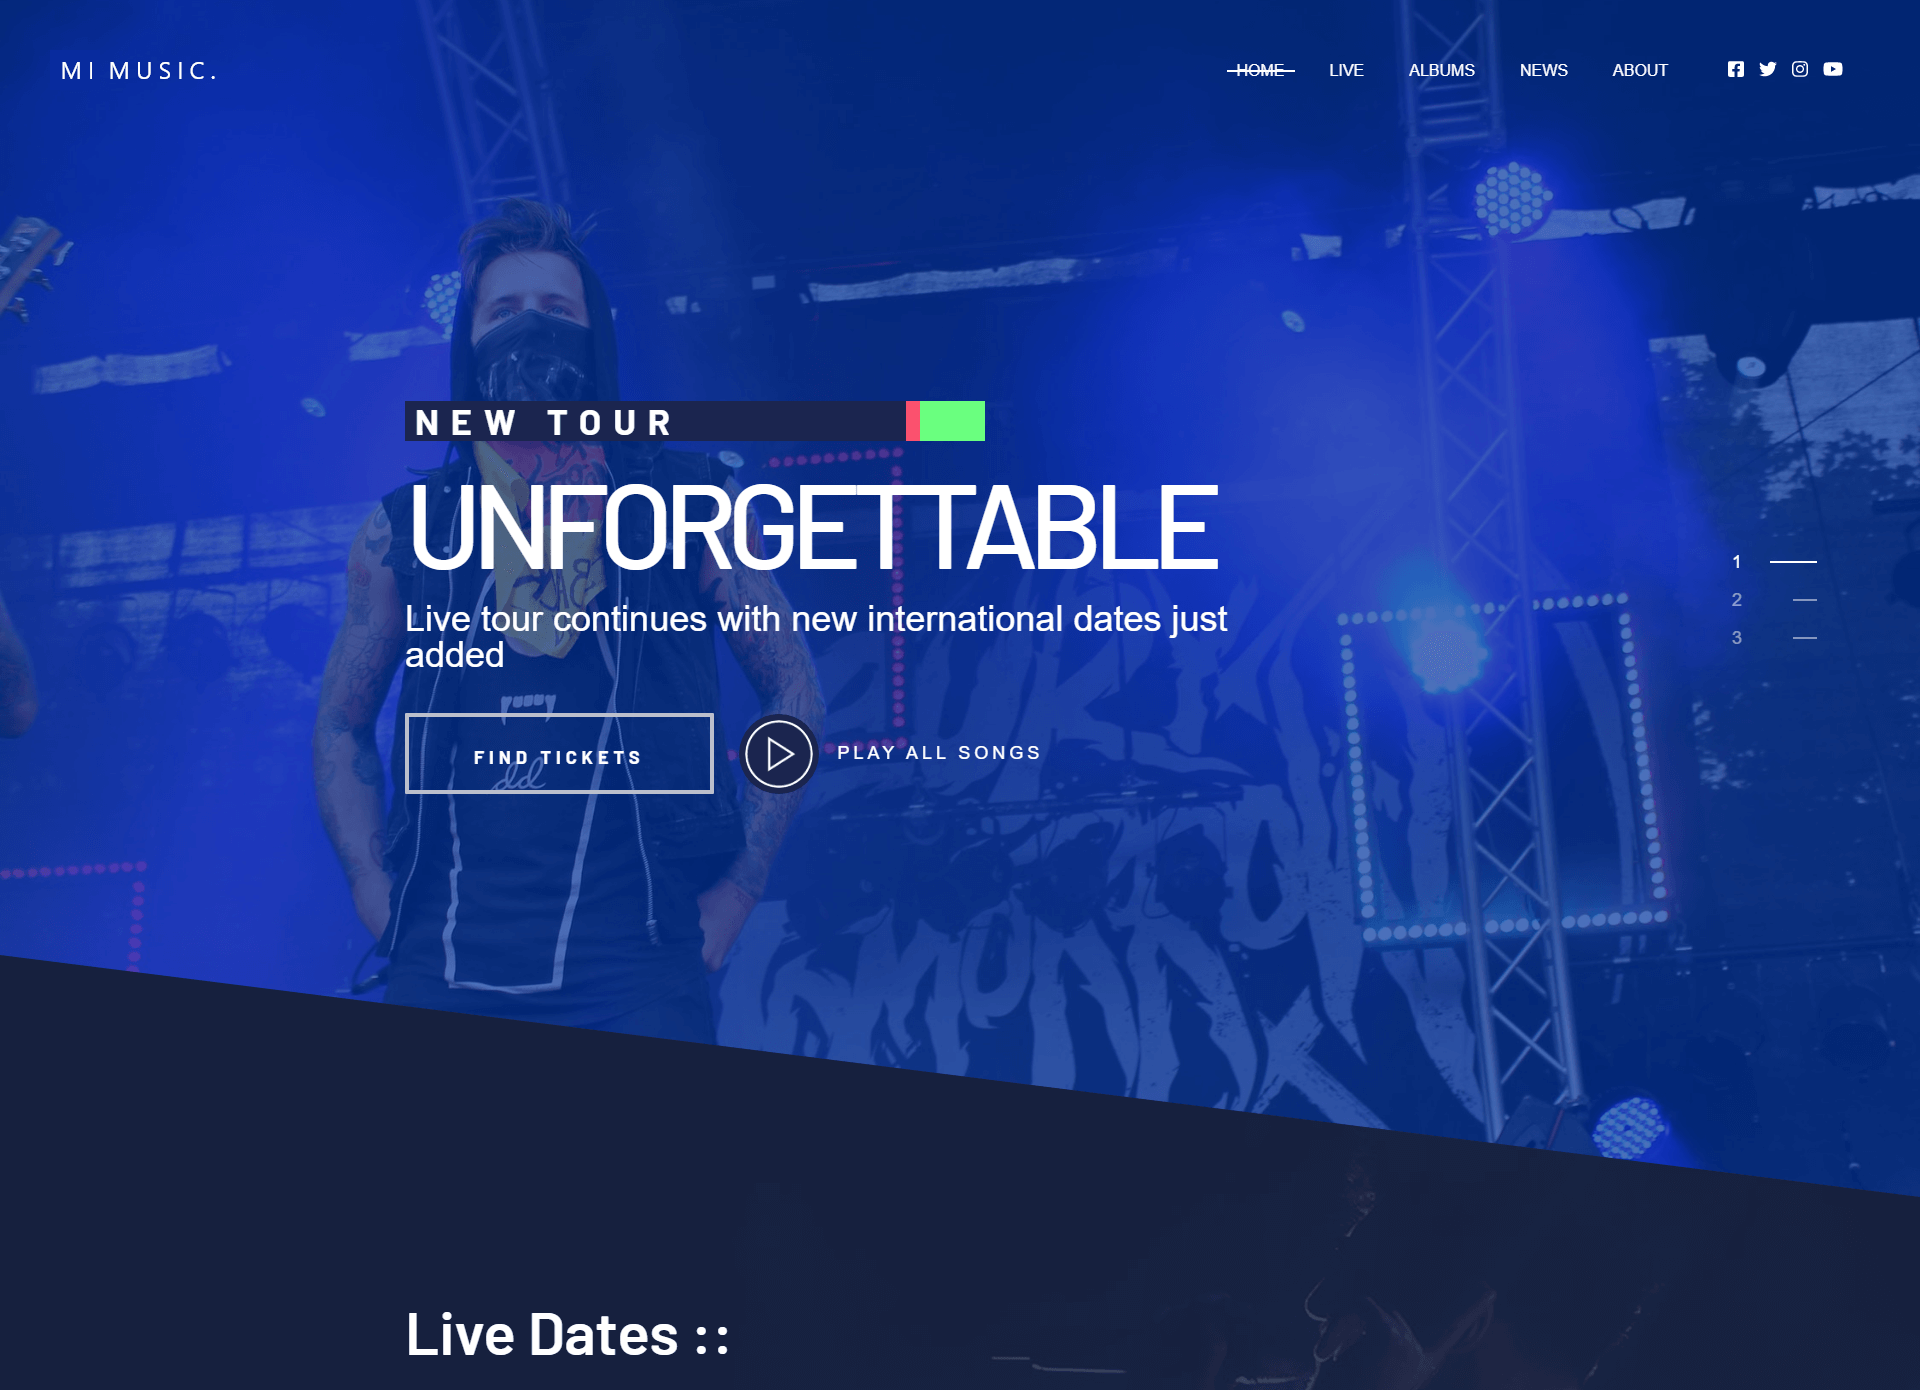 MI MUSIC.
HOME LIVE ALBUMS NEWS ABOUT
NEW TOUR
UNFORGETTABLE
Live tour continues with new international dates just
added
FIND TICKETS
PLAY ALL SONGS
1
2
3
Live Dates ::